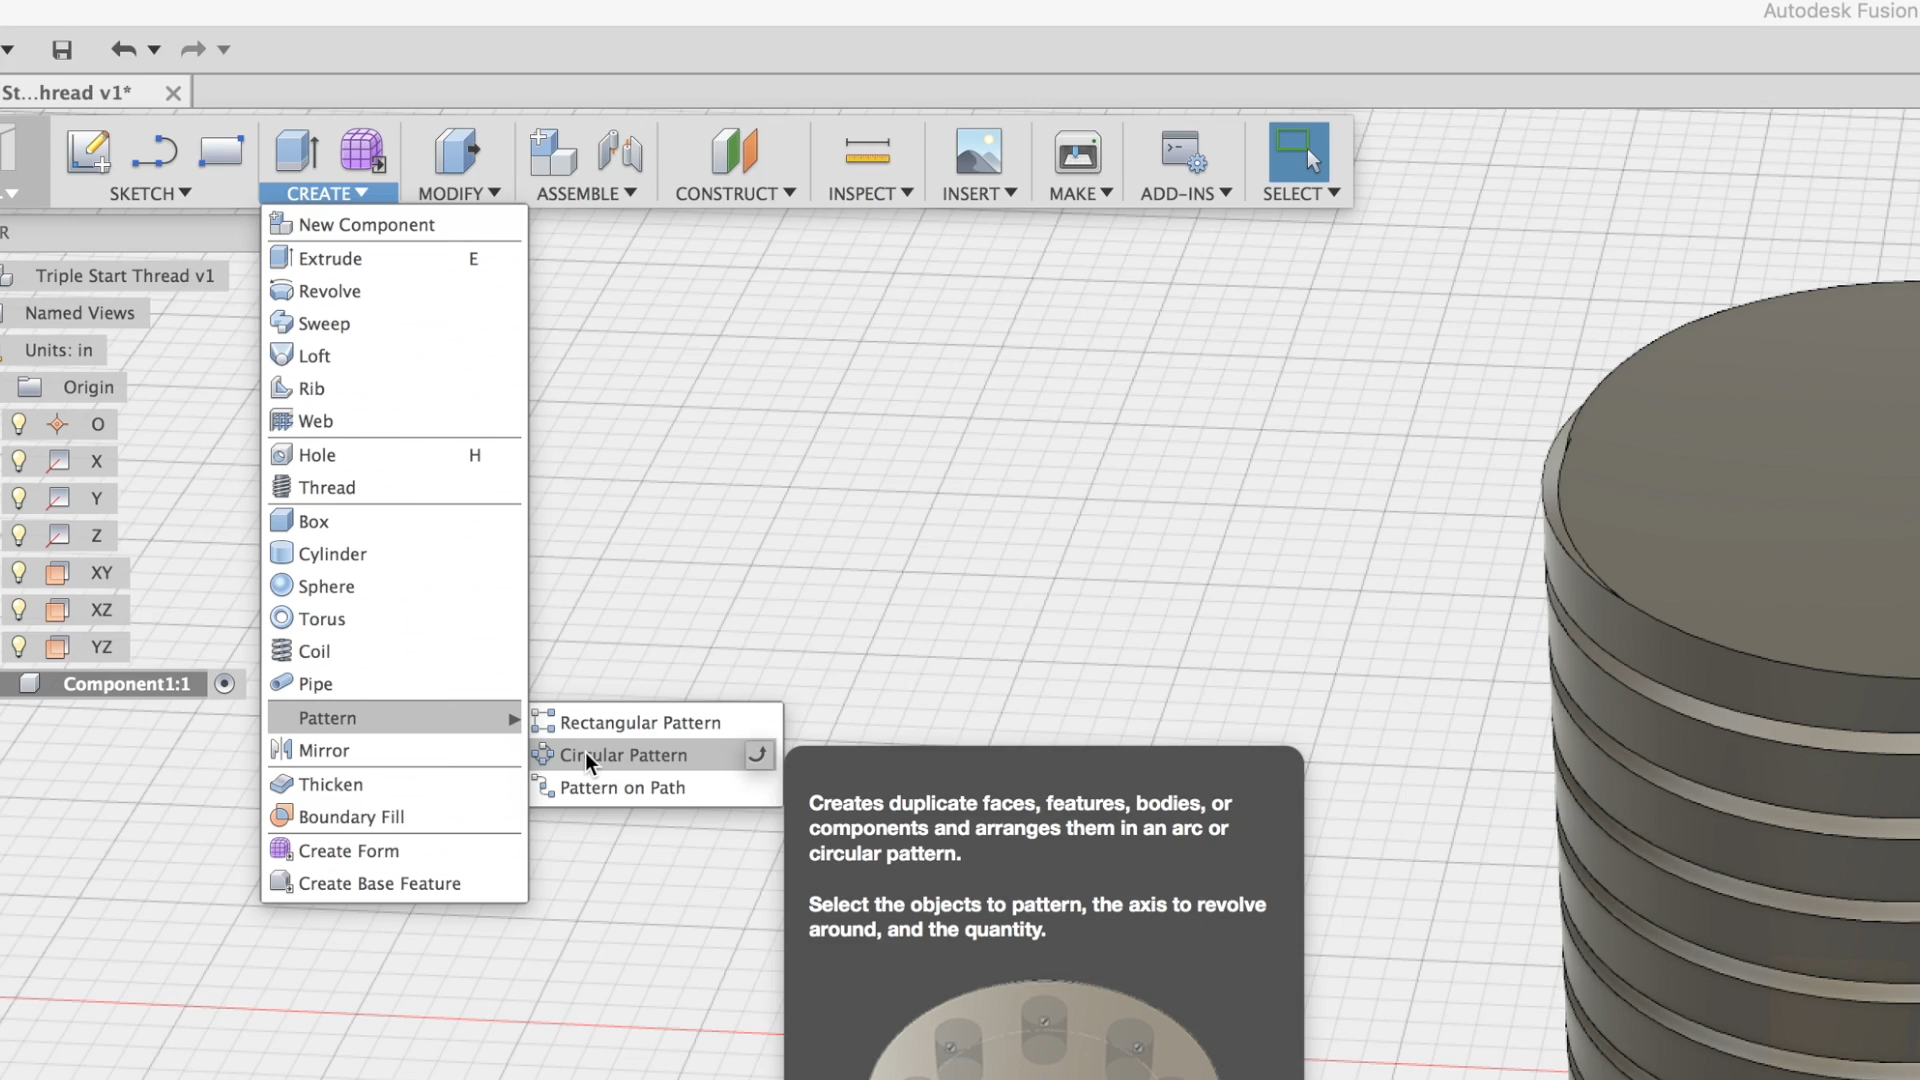 Autodesk Fusion
St...hread v1*
SKETCH
CREATE
MODIFY
ASSEMBLE
CONSTRUCT
INSPECT
INSERT
MAKE
ADD-INS
SELECT
R
Triple Start Thread v1
Named Views
Units: in
Origin
O
X
Y
Z
XY
XZ
YZ
Component1:1
New Component
Extrude E
Revolve
Sweep
Loft
Rib
Web
Hole H
Thread
Box
Cylinder
Sphere
Torus
Coil
Pipe
Pattern
Mirror
Thicken
Boundary Fill
Create Form
Create Base Feature
Rectangular Pattern
Circular Pattern
Pattern on Path
Creates duplicate faces, features, bodies, or
components and arranges them in an arc or
circular pattern.
Select the objects to pattern, the axis to revolve
around, and the quantity.